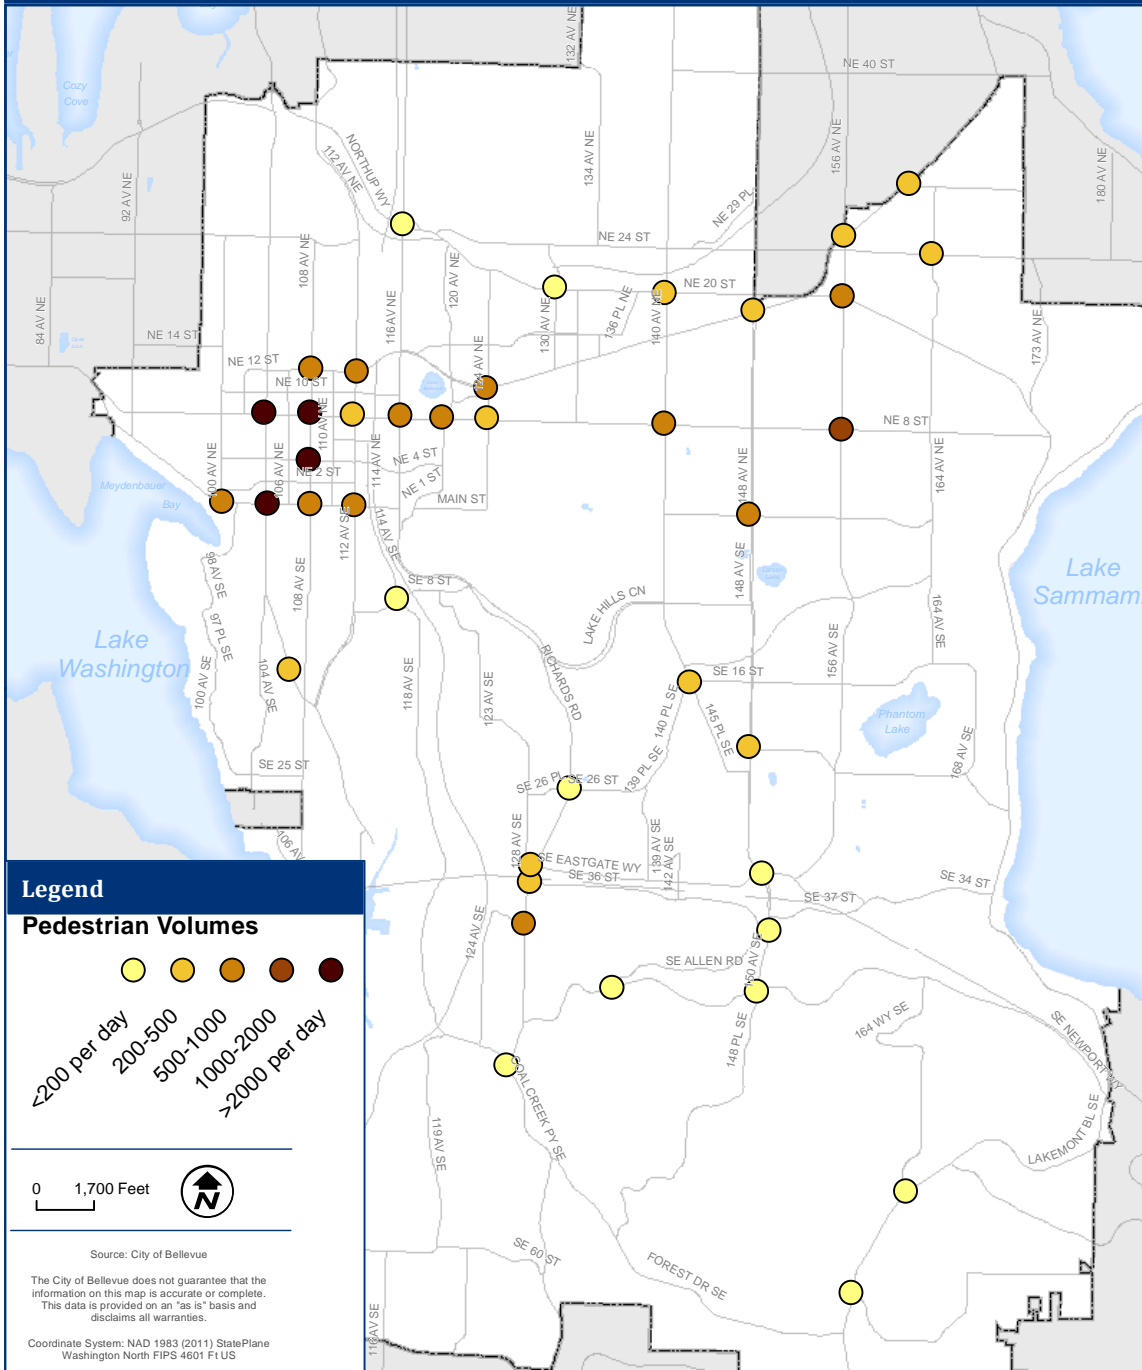 132 AV NE
NE 40 ST
Cozy
Cove
156 AV NE
134 AV NE
NORTHUP WY
112 AV NE
92 AV NE
180 AV NE
NE 29 PL
NE 24 ST
108 AV NE
120 AV NE
NE 20 ST
116 AV NE
130 AV NE
136 PL NE
140 AV NE
84 AV NE
NE 14 ST
173 AV NE
NE 12 ST
NE 10 ST
124 AV NE
110 AV NE
NE 8 ST
114 AV NE
NE 4 ST
164 AV NE
100 AV NE
106 AV NE
NE 2 ST
NE 1 ST
148 AV NE
Meydenbauer
Bay
MAIN ST
112 AV SE
114 AV SE
98 AV SE
108 AV SE
SE 8 ST
148 AV SE
Lake
Sammam
LAKE HILLS CN
97 PL SE
164 AV SE
156 AV SE
Lake
Washington
100 AV SE
104 AV SE
118 AV SE
123 AV SE
RICHARDS RD
SE 16 ST
140 PL SE
145 PL SE
Phantom
Lake
168 AV SE
SE 25 ST
SE 26 PL
SE 26 ST
139 PL SE
106 AV
128 AV SE
139 AV SE
142 AV SE
SE EASTGATE WY
SE 36 ST
SE 37 ST
SE 34 ST
124 AV SE
150 AV SE
SE ALLEN RD
148 PL SE
164 WY SE
SE NEWPORT WY
COAL CREEK PY SE
119 AV SE
LAKEMONT BL SE
SE 60 ST
FOREST DR SE
116 AV SE
Legend
Pedestrian Volumes
<200 per day
200-500
500-1000
1000-2000
>2000 per day
0 1,700 Feet
N
Source: City of Bellevue
The City of Bellevue does not guarantee that the
information on this map is accurate or complete.
This data is provided on an "as is" basis and
disclaims all warranties.
Coordinate System: NAD 1983 (2011) StatePlane
Washington North FIPS 4601 Ft US